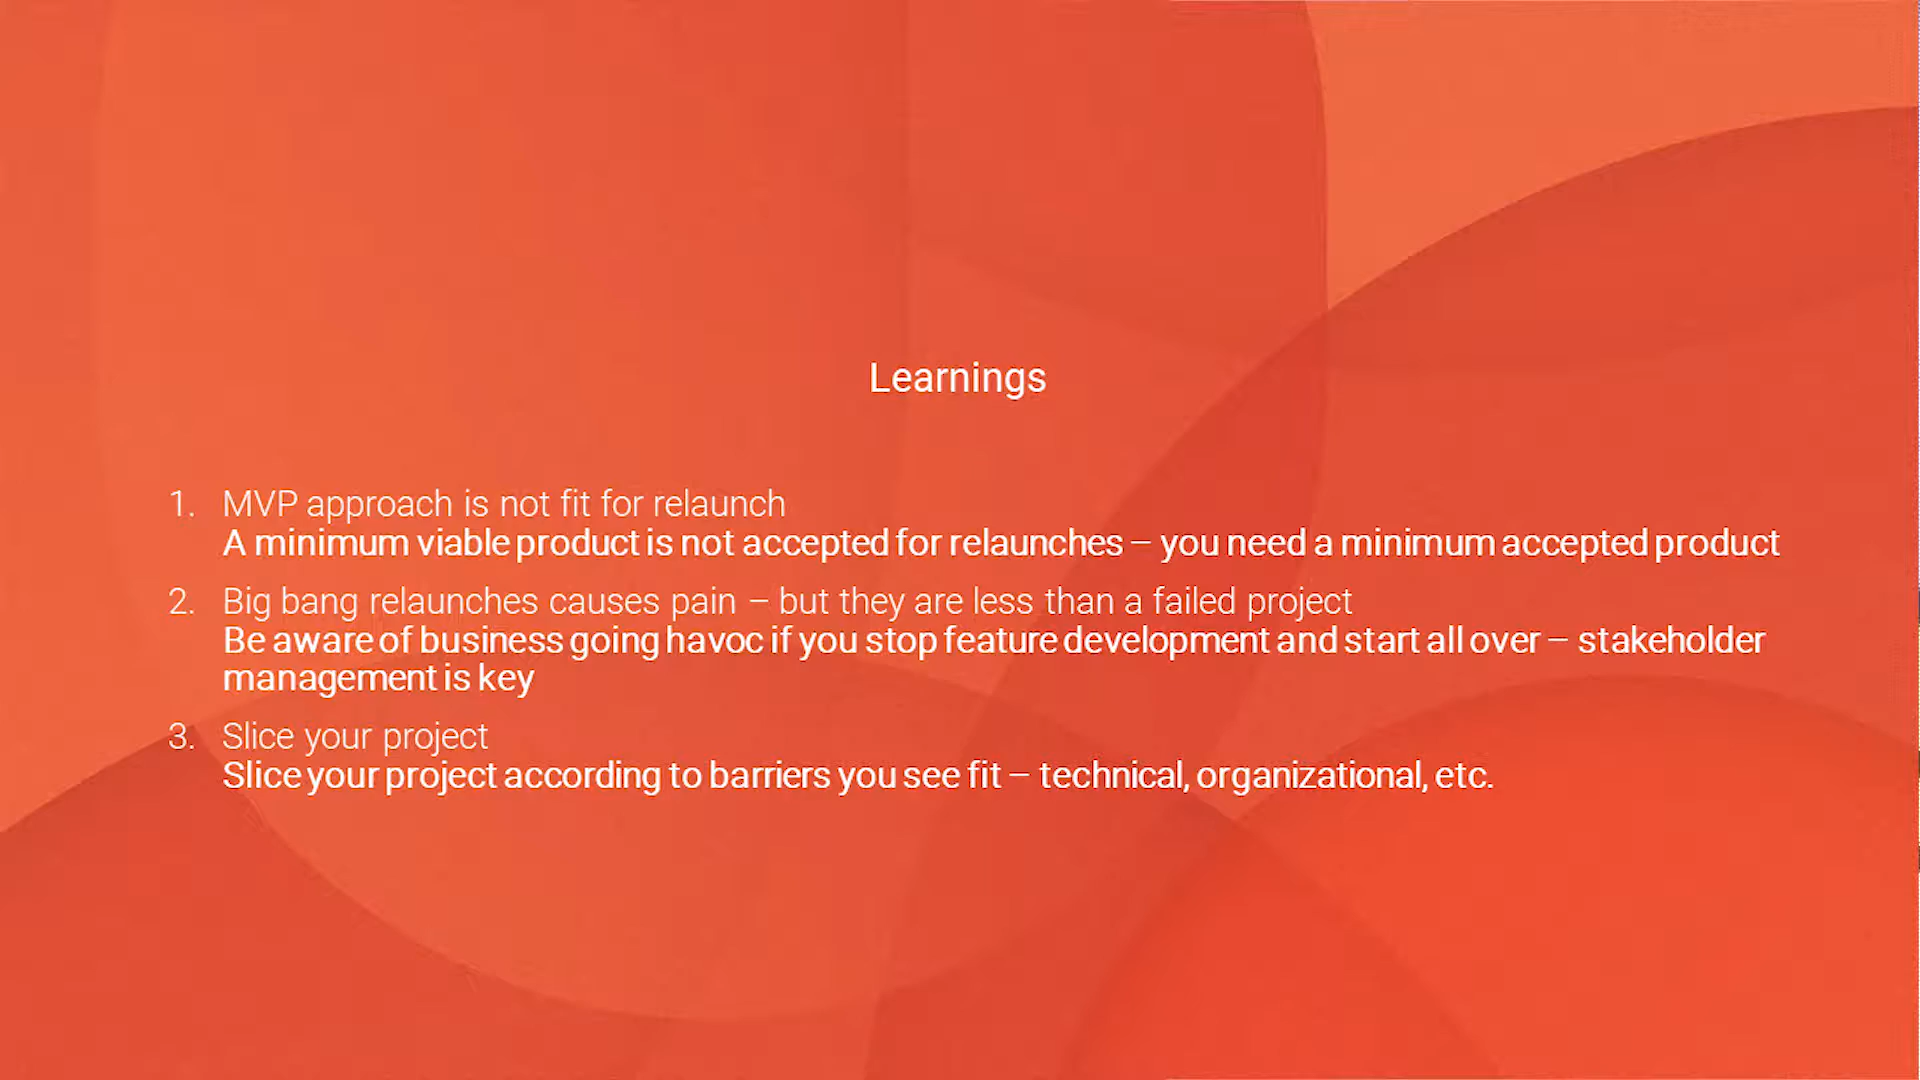 Learnings
1. MVP approach is not fit for relaunch
A minimum viable product is not accepted for relaunches – you need a minimum accepted product
2. Big bang relaunches causes pain – but they are less than a failed project
Be aware of business going havoc if you stop feature development and start all over – stakeholder
management is key
3. Slice your project
Slice your project according to barriers you see fit – technical, organizational, etc.